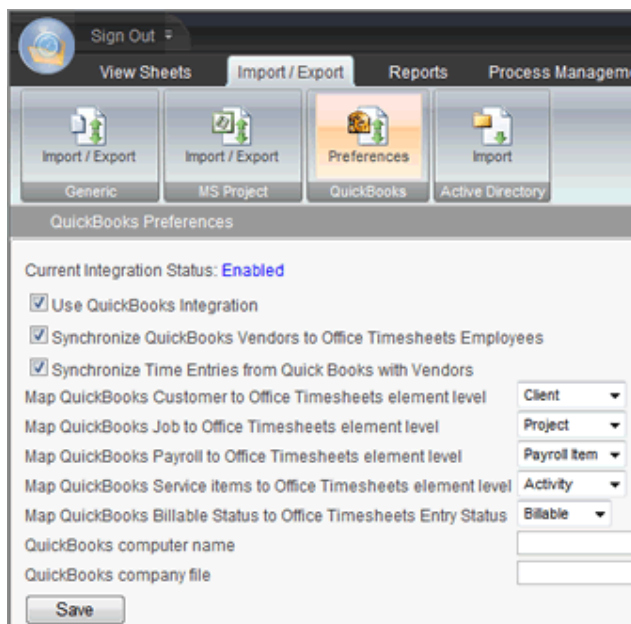 Sign Out
View Sheets Import / Export Reports Process Managem
Import / Export Import / Export Preferences Import
Generic MS Project QuickBooks Active Directory
QuickBooks Preferences
Current Integration Status: Enabled
Use QuickBooks Integration
Synchronize QuickBooks Vendors to Office Timesheets Employees
Synchronize Time Entries from Quick Books with Vendors
Map QuickBooks Customer to Office Timesheets element level Client
Map QuickBooks Job to Office Timesheets element level Project
Map QuickBooks Payroll to Office Timesheets element level Payroll Item
Map QuickBooks Service items to Office Timesheets element level Activity
Map QuickBooks Billable Status to Office Timesheets Entry Status Billable
QuickBooks computer name
QuickBooks company file
Save